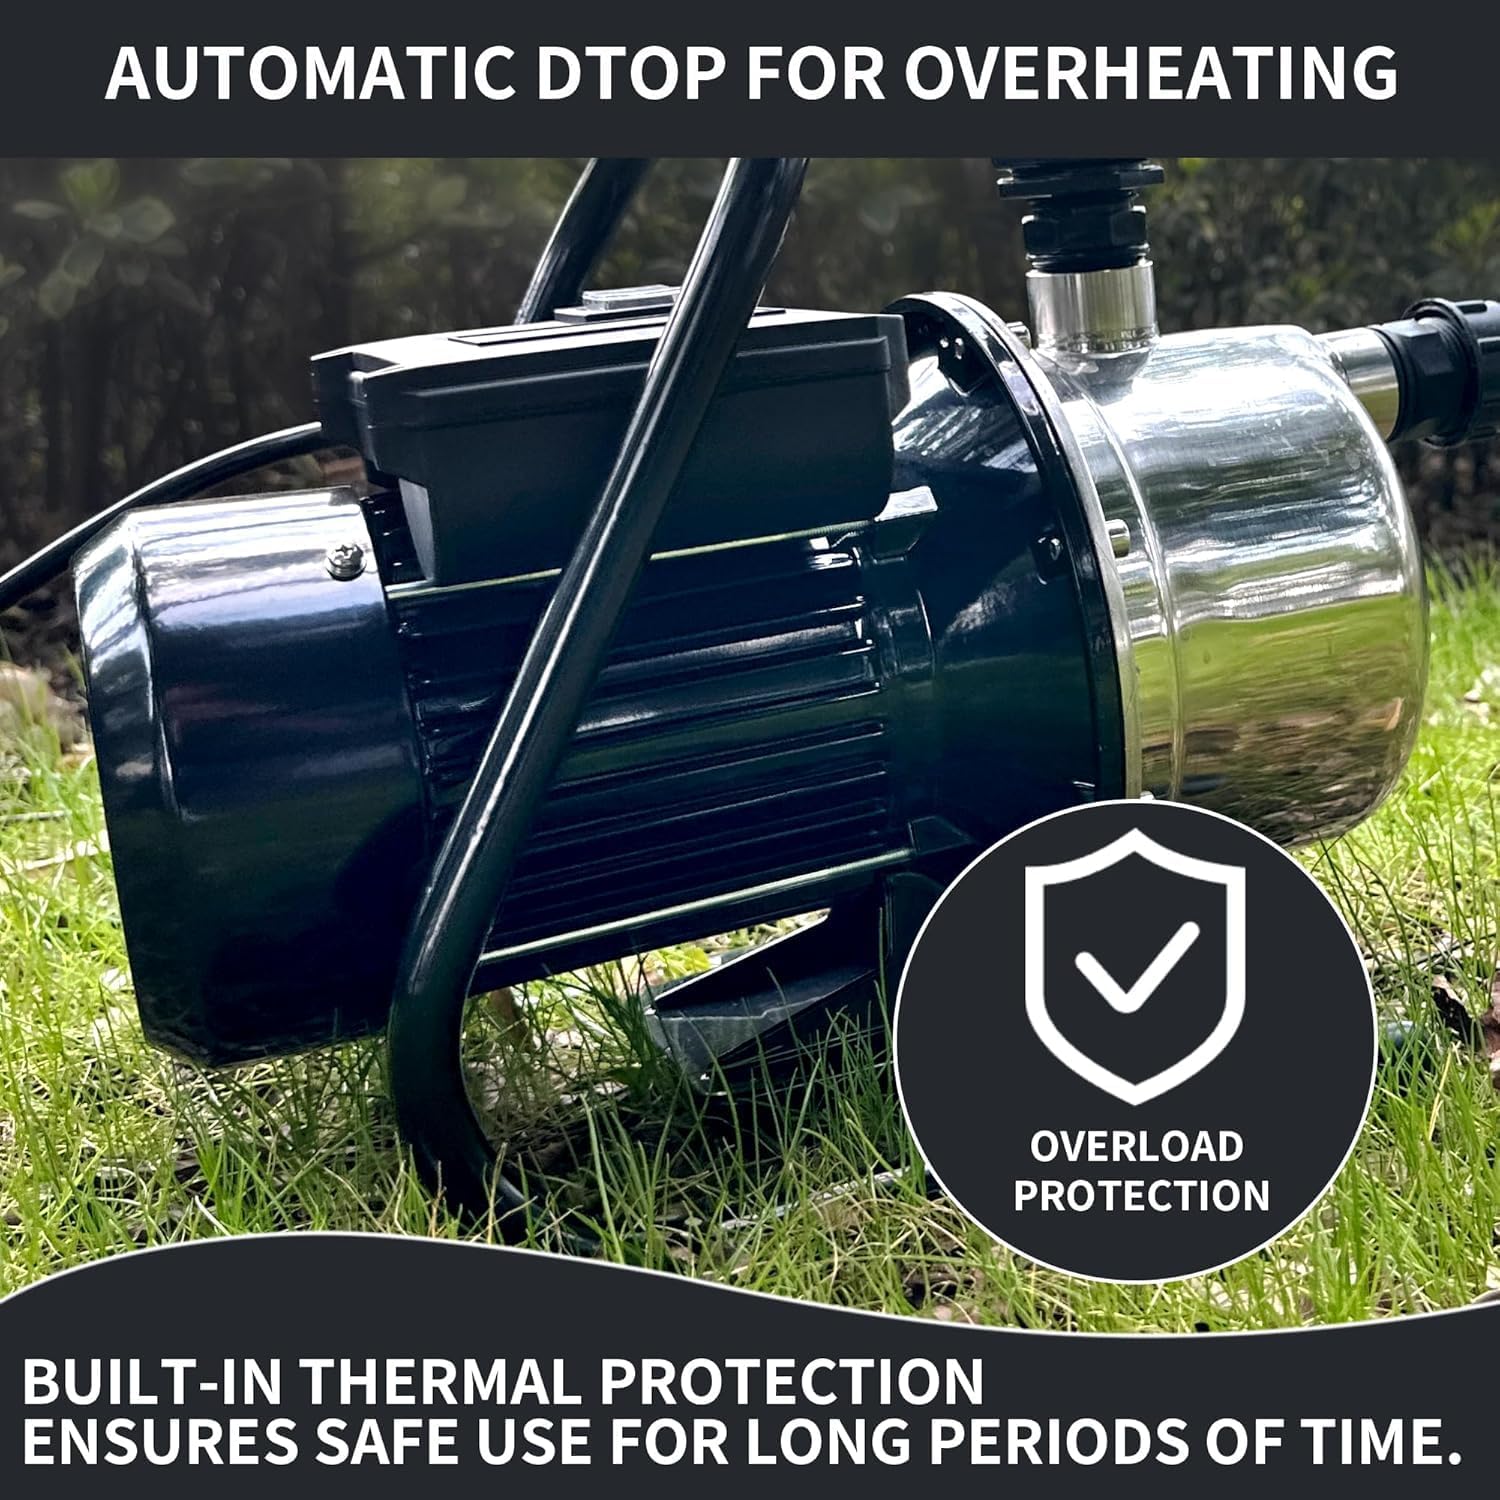 AUTOMATIC DTOP FOR OVERHEATING
OVERLOAD
PROTECTION
BUILT-IN THERMAL PROTECTION
ENSURES SAFE USE FOR LONG PERIODS OF TIME.